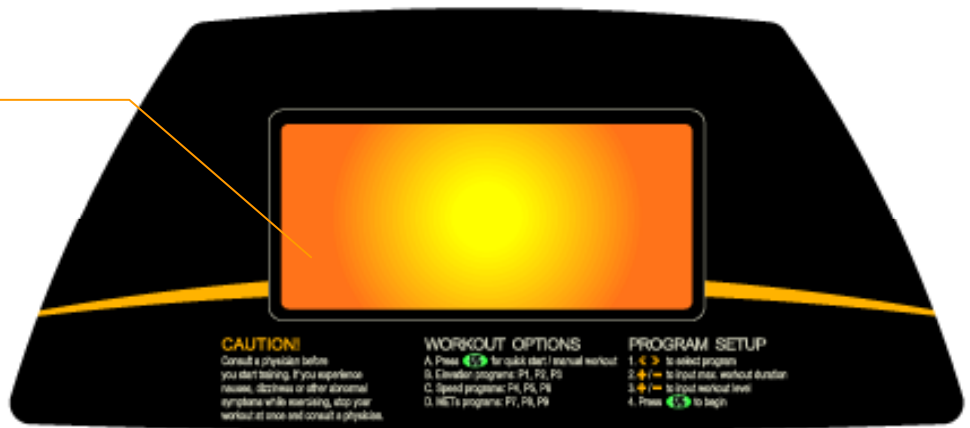 CAUTION!
Consult a physician before
you start training. If you experience
nausea, dizziness or other abnormal
symptoms while exercising, stop your
workout at once and consult a physician.
WORKOUT OPTIONS
A. Press for quick start / manual workout
B. Elevation programs: P1, P2, P3
C. Speed programs: P4, P5, P6
D. METs programs: P7, P8, P9
PROGRAM SETUP
1. < > to select program
2. +/− to input max. workout duration
3. +/− to input workout level
4. Press to begin